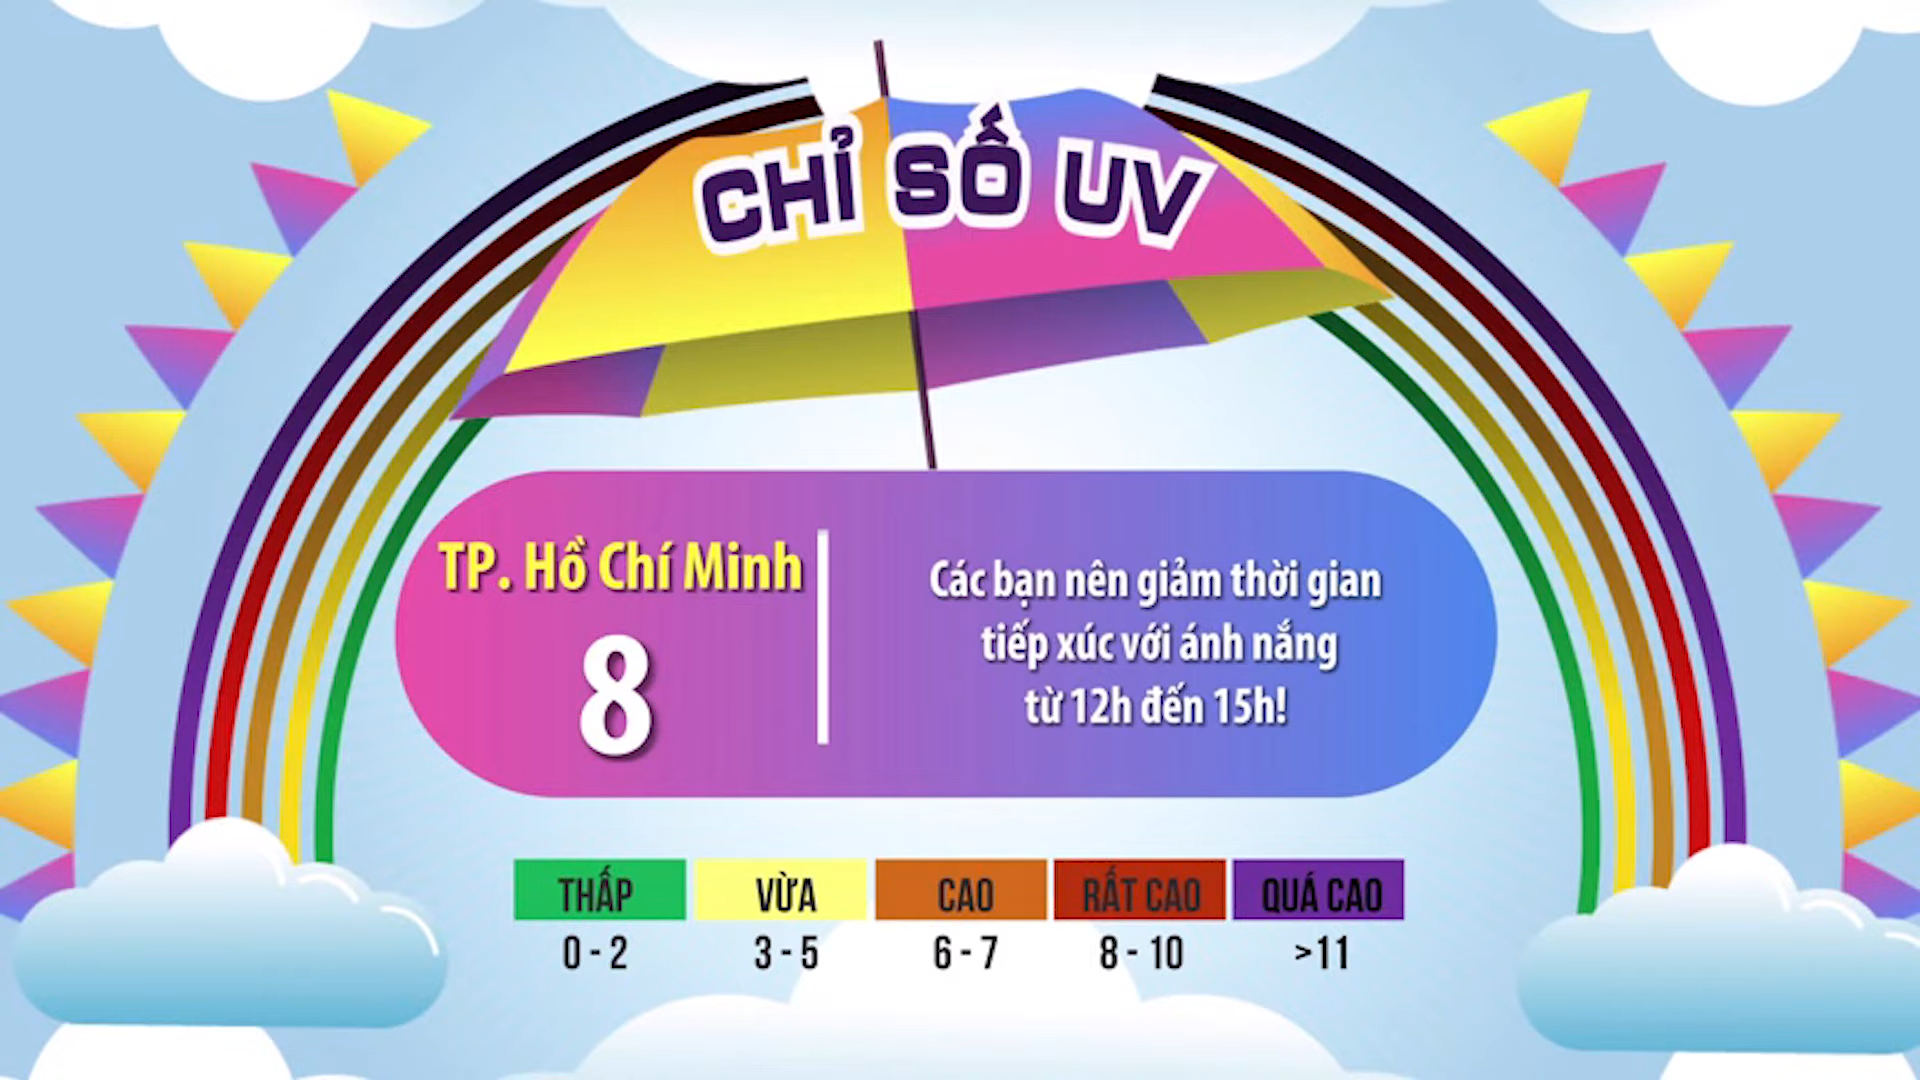 CHỈ SỐ UV
TP. Hồ Chí Minh
8
Các bạn nên giảm thời gian
tiếp xúc với ánh nắng
từ 12h đến 15h!
THẤP VỪA CAO RẤT CAO QUÁ CAO
0 - 2 3 - 5 6 - 7 8 - 10 >11